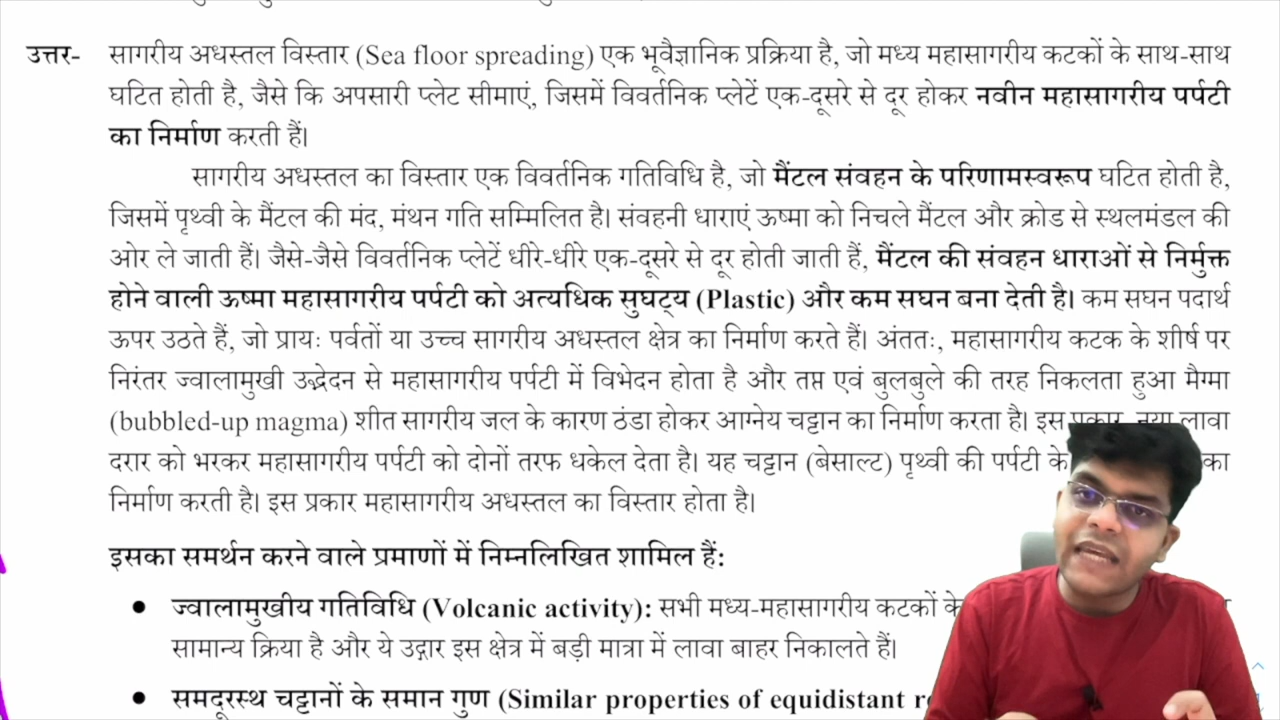 उत्तर- सागरीय अधस्तल विस्तार (Sea floor spreading) एक भूवैज्ञानिक प्रक्रिया है, जो मध्य महासागरीय कटकों के साथ-साथ
घटित होती है, जैसे कि अपसारी प्लेट सीमाएं, जिसमें विवर्तनिक प्लेटें एक-दूसरे से दूर होकर नवीन महासागरीय पर्पटी
का निर्माण करती हैं।
सागरीय अधस्तल का विस्तार एक विवर्तनिक गतिविधि है, जो मैंटल संवहन के परिणामस्वरूप घटित होती है,
जिसमें पृथ्वी के मैंटल की मंद, मंथन गति सम्मिलित है। संवहनी धाराएं ऊष्मा को निचले मैंटल और क्रोड से स्थलमंडल की
ओर ले जाती हैं। जैसे-जैसे विवर्तनिक प्लेटें धीरे-धीरे एक-दूसरे से दूर होती जाती हैं, मैंटल की संवहन धाराओं से निर्मुक्त
होने वाली ऊष्मा महासागरीय पर्पटी को अत्यधिक सुघट्य (Plastic) और कम सघन बना देती है। कम सघन पदार्थ
ऊपर उठते हैं, जो प्रायः पर्वतों या उच्च सागरीय अधस्तल क्षेत्र का निर्माण करते हैं। अंततः, महासागरीय कटक के शीर्ष पर
निरंतर ज्वालामुखी उद्भेदन से महासागरीय पर्पटी में विभेदन होता है और तप्त एवं बुलबुले की तरह निकलता हुआ मैग्मा
(bubbled-up magma) शीत सागरीय जल के कारण ठंडा होकर आग्नेय चट्टान का निर्माण करता है। इस प्रकार, नया लावा
दरार को भरकर महासागरीय पर्पटी को दोनों तरफ धकेल देता है। यह चट्टान (बेसाल्ट) पृथ्वी की पर्पटी के का
निर्माण करती है। इस प्रकार महासागरीय अधस्तल का विस्तार होता है।
इसका समर्थन करने वाले प्रमाणों में निम्नलिखित शामिल हैं:
● ज्वालामुखीय गतिविधि (Volcanic activity): सभी मध्य-महासागरीय कटकों के
सामान्य क्रिया है और ये उद्गार इस क्षेत्र में बड़ी मात्रा में लावा बाहर निकालते हैं।
● समदूरस्थ चट्टानों के समान गुण (Similar properties of equidistant